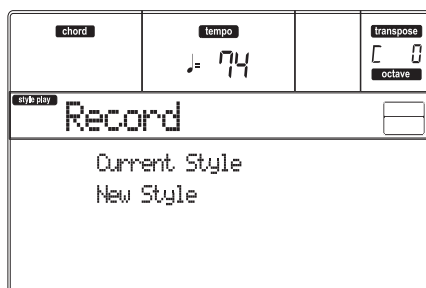 chord tempo transpose
♩= 74 C 0
octave
style play
Record
Current Style
New Style